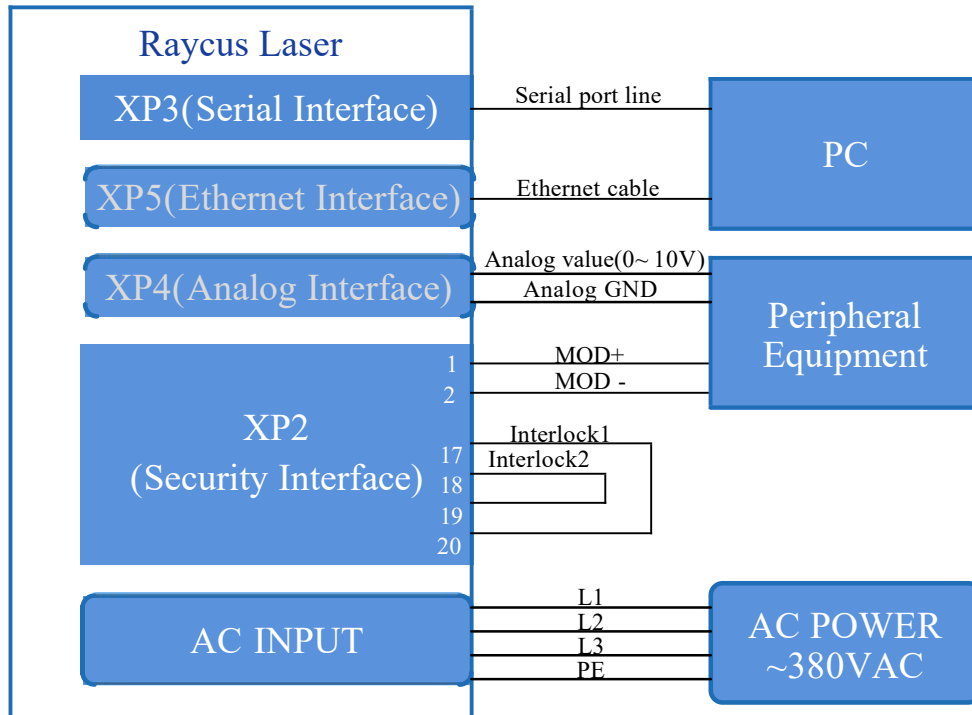 Raycus Laser
XP3(Serial Interface)
Serial port line
PC
XP5(Ethernet Interface)
Ethernet cable
XP4(Analog Interface)
Analog value(0~ 10V)
Analog GND
Peripheral
Equipment
1
MOD+
2
MOD -
XP2
(Security Interface)
Interlock1
17
Interlock2
18
19
20
AC INPUT
L1
L2
L3
PE
AC POWER
~380VAC